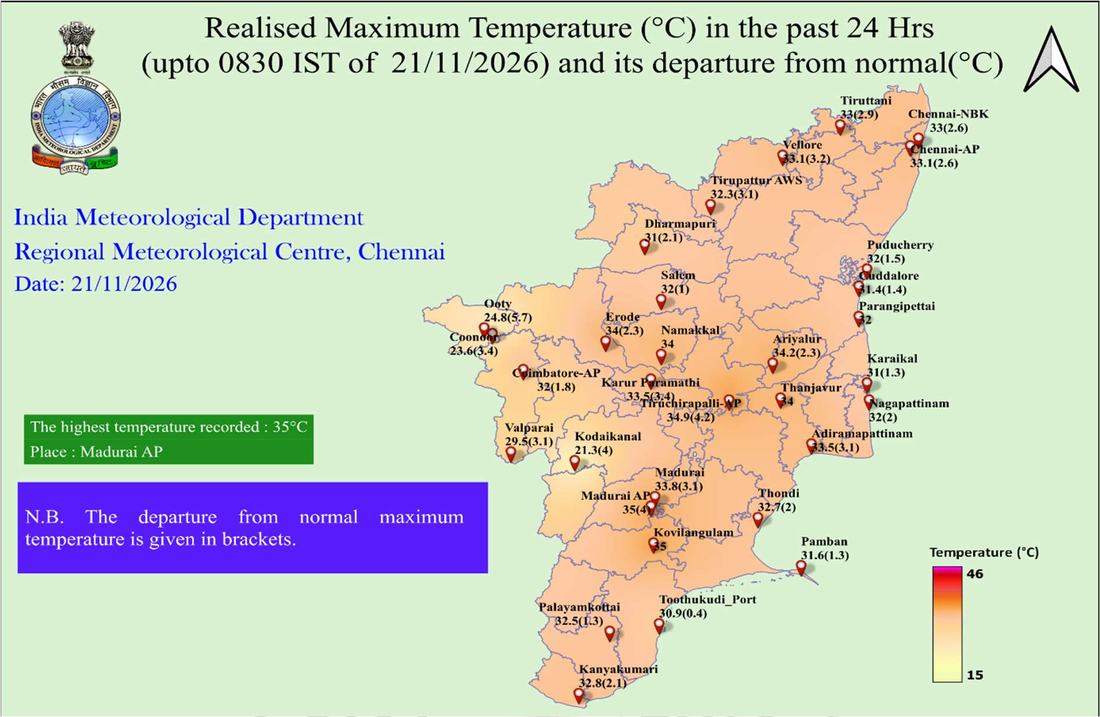 Realised Maximum Temperature (°C) in the past 24 Hrs
(upto 0830 IST of 21/11/2026) and its departure from normal(°C)
भारत मौसम विज्ञान विभाग
INDIA METEOROLOGICAL DEPARTMENT
India Meteorological Department
Regional Meteorological Centre, Chennai
Date: 21/11/2026
Tiruttani
33(2.9)
Chennai-NBK
33(2.6)
Chennai-AP
33.1(2.6)
Vellore
33.1(3.2)
Tirupattur AWS
32.3(3.1)
Dharmapuri
31(2.1)
Puducherry
32(1.5)
Cuddalore
31.4(1.4)
Salem
32(1)
Parangipettai
32
Ooty
24.8(5.7)
Coonoor
23.6(3.4)
Erode
34(2.3)
Namakkal
34
Ariyalur
34.2(2.3)
Karaikal
31(1.3)
Coimbatore-AP
32(1.8)
Karur Paramathi
33.5(3.4)
Tiruchirapalli-AP
34.9(4.2)
Thanjavur
34
Nagapattinam
32(2)
Valparai
29.5(3.1)
Kodaikanal
21.3(4)
Adiramapattinam
33.5(3.1)
Madurai
33.8(3.1)
Madurai AP
35(4)
Thondi
32.7(2)
Kovilangulam
35
Pamban
31.6(1.3)
Toothukudi_Port
30.9(0.4)
Palayamkottai
32.5(1.3)
Kanyakumari
32.8(2.1)
The highest temperature recorded : 35°C
Place : Madurai AP
N.B. The departure from normal maximum
temperature is given in brackets.
Temperature (°C)
46
15